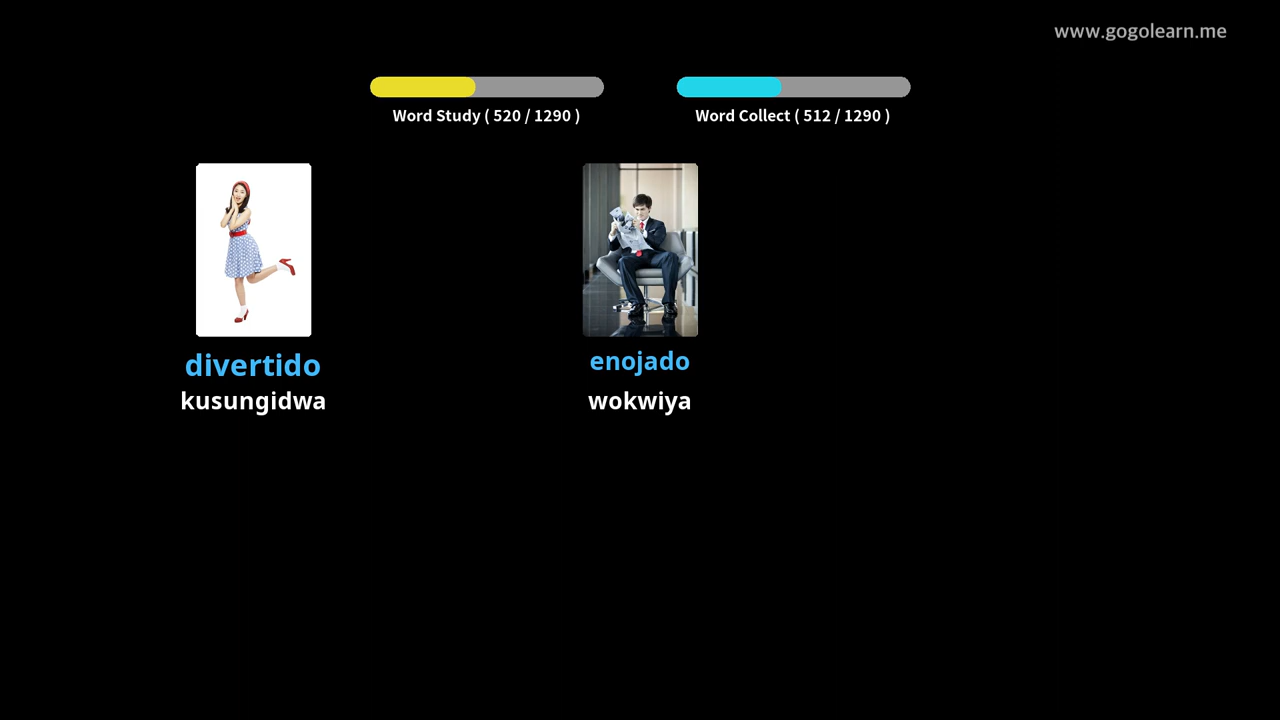 www.gogolearn.me
Word Study ( 520 / 1290 )
Word Collect ( 512 / 1290 )
divertido
kusungidwa
enojado
wokwiya